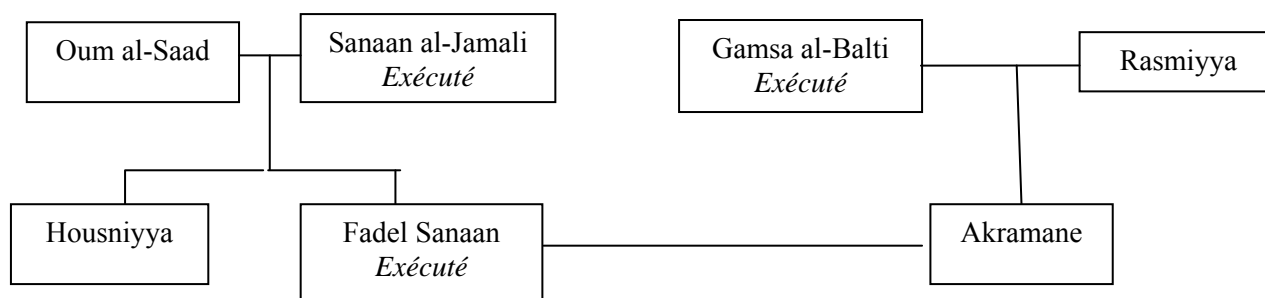 Oum al-Saad
Sanaan al-Jamali
Exécuté
Gamsa al-Balti
Exécuté
Rasmiyya
Housniyya
Fadel Sanaan
Exécuté
Akramane